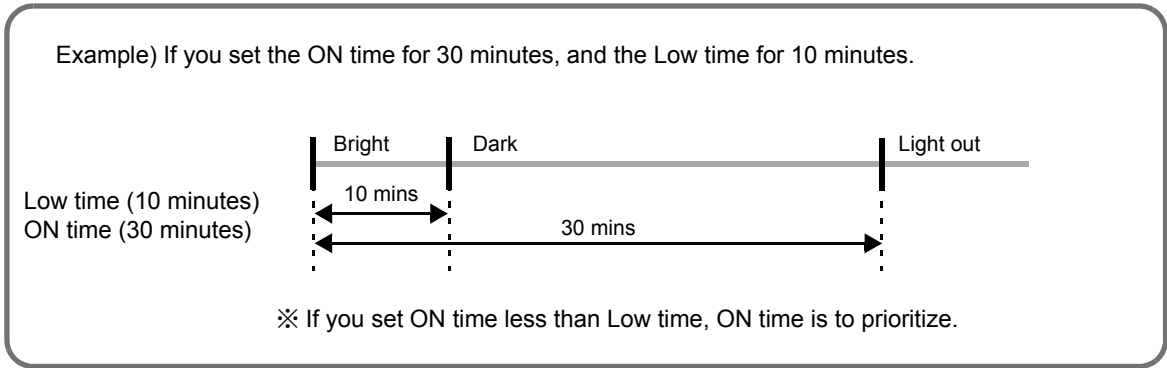 Example) If you set the ON time for 30 minutes, and the Low time for 10 minutes.
Bright Dark Light out
Low time (10 minutes) 10 mins
ON time (30 minutes) 30 mins
※ If you set ON time less than Low time, ON time is to prioritize.